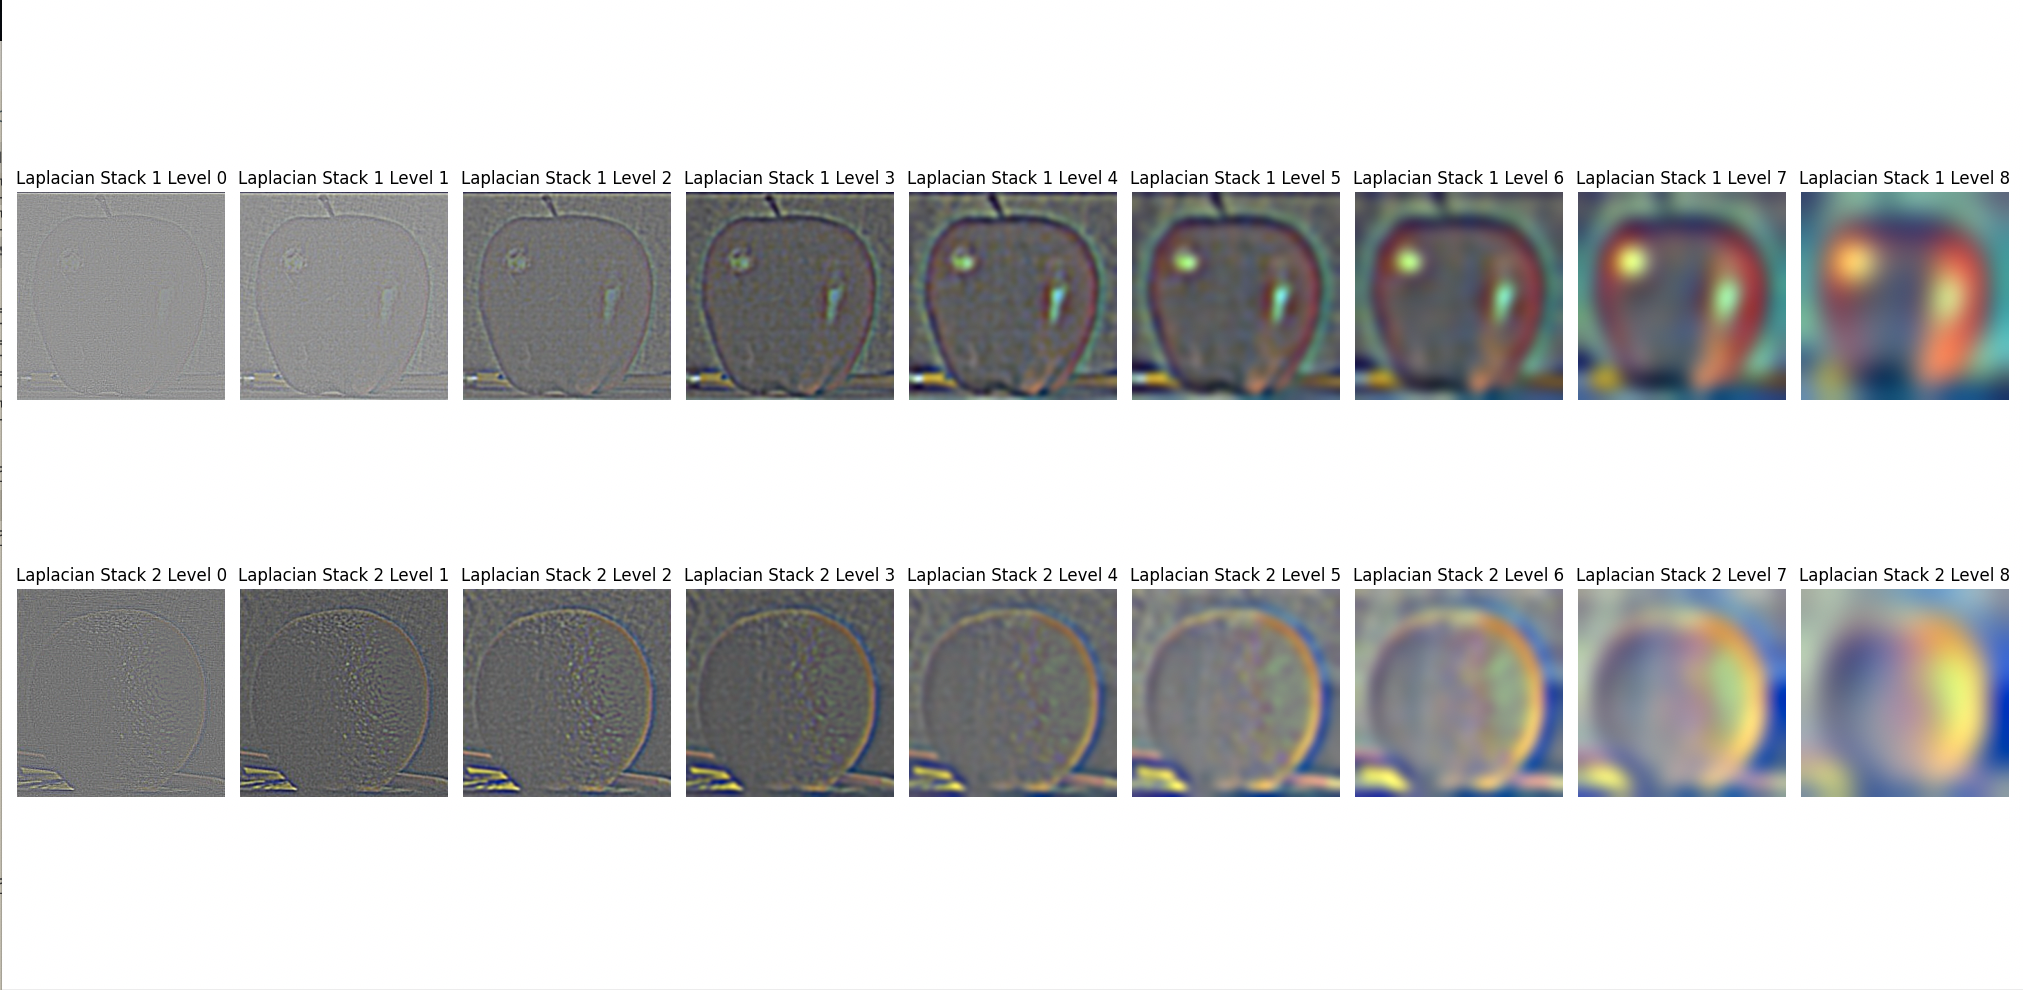 Laplacian Stack 1 Level 0
Laplacian Stack 1 Level 1
Laplacian Stack 1 Level 2
Laplacian Stack 1 Level 3
Laplacian Stack 1 Level 4
Laplacian Stack 1 Level 5
Laplacian Stack 1 Level 6
Laplacian Stack 1 Level 7
Laplacian Stack 1 Level 8
Laplacian Stack 2 Level 0
Laplacian Stack 2 Level 1
Laplacian Stack 2 Level 2
Laplacian Stack 2 Level 3
Laplacian Stack 2 Level 4
Laplacian Stack 2 Level 5
Laplacian Stack 2 Level 6
Laplacian Stack 2 Level 7
Laplacian Stack 2 Level 8